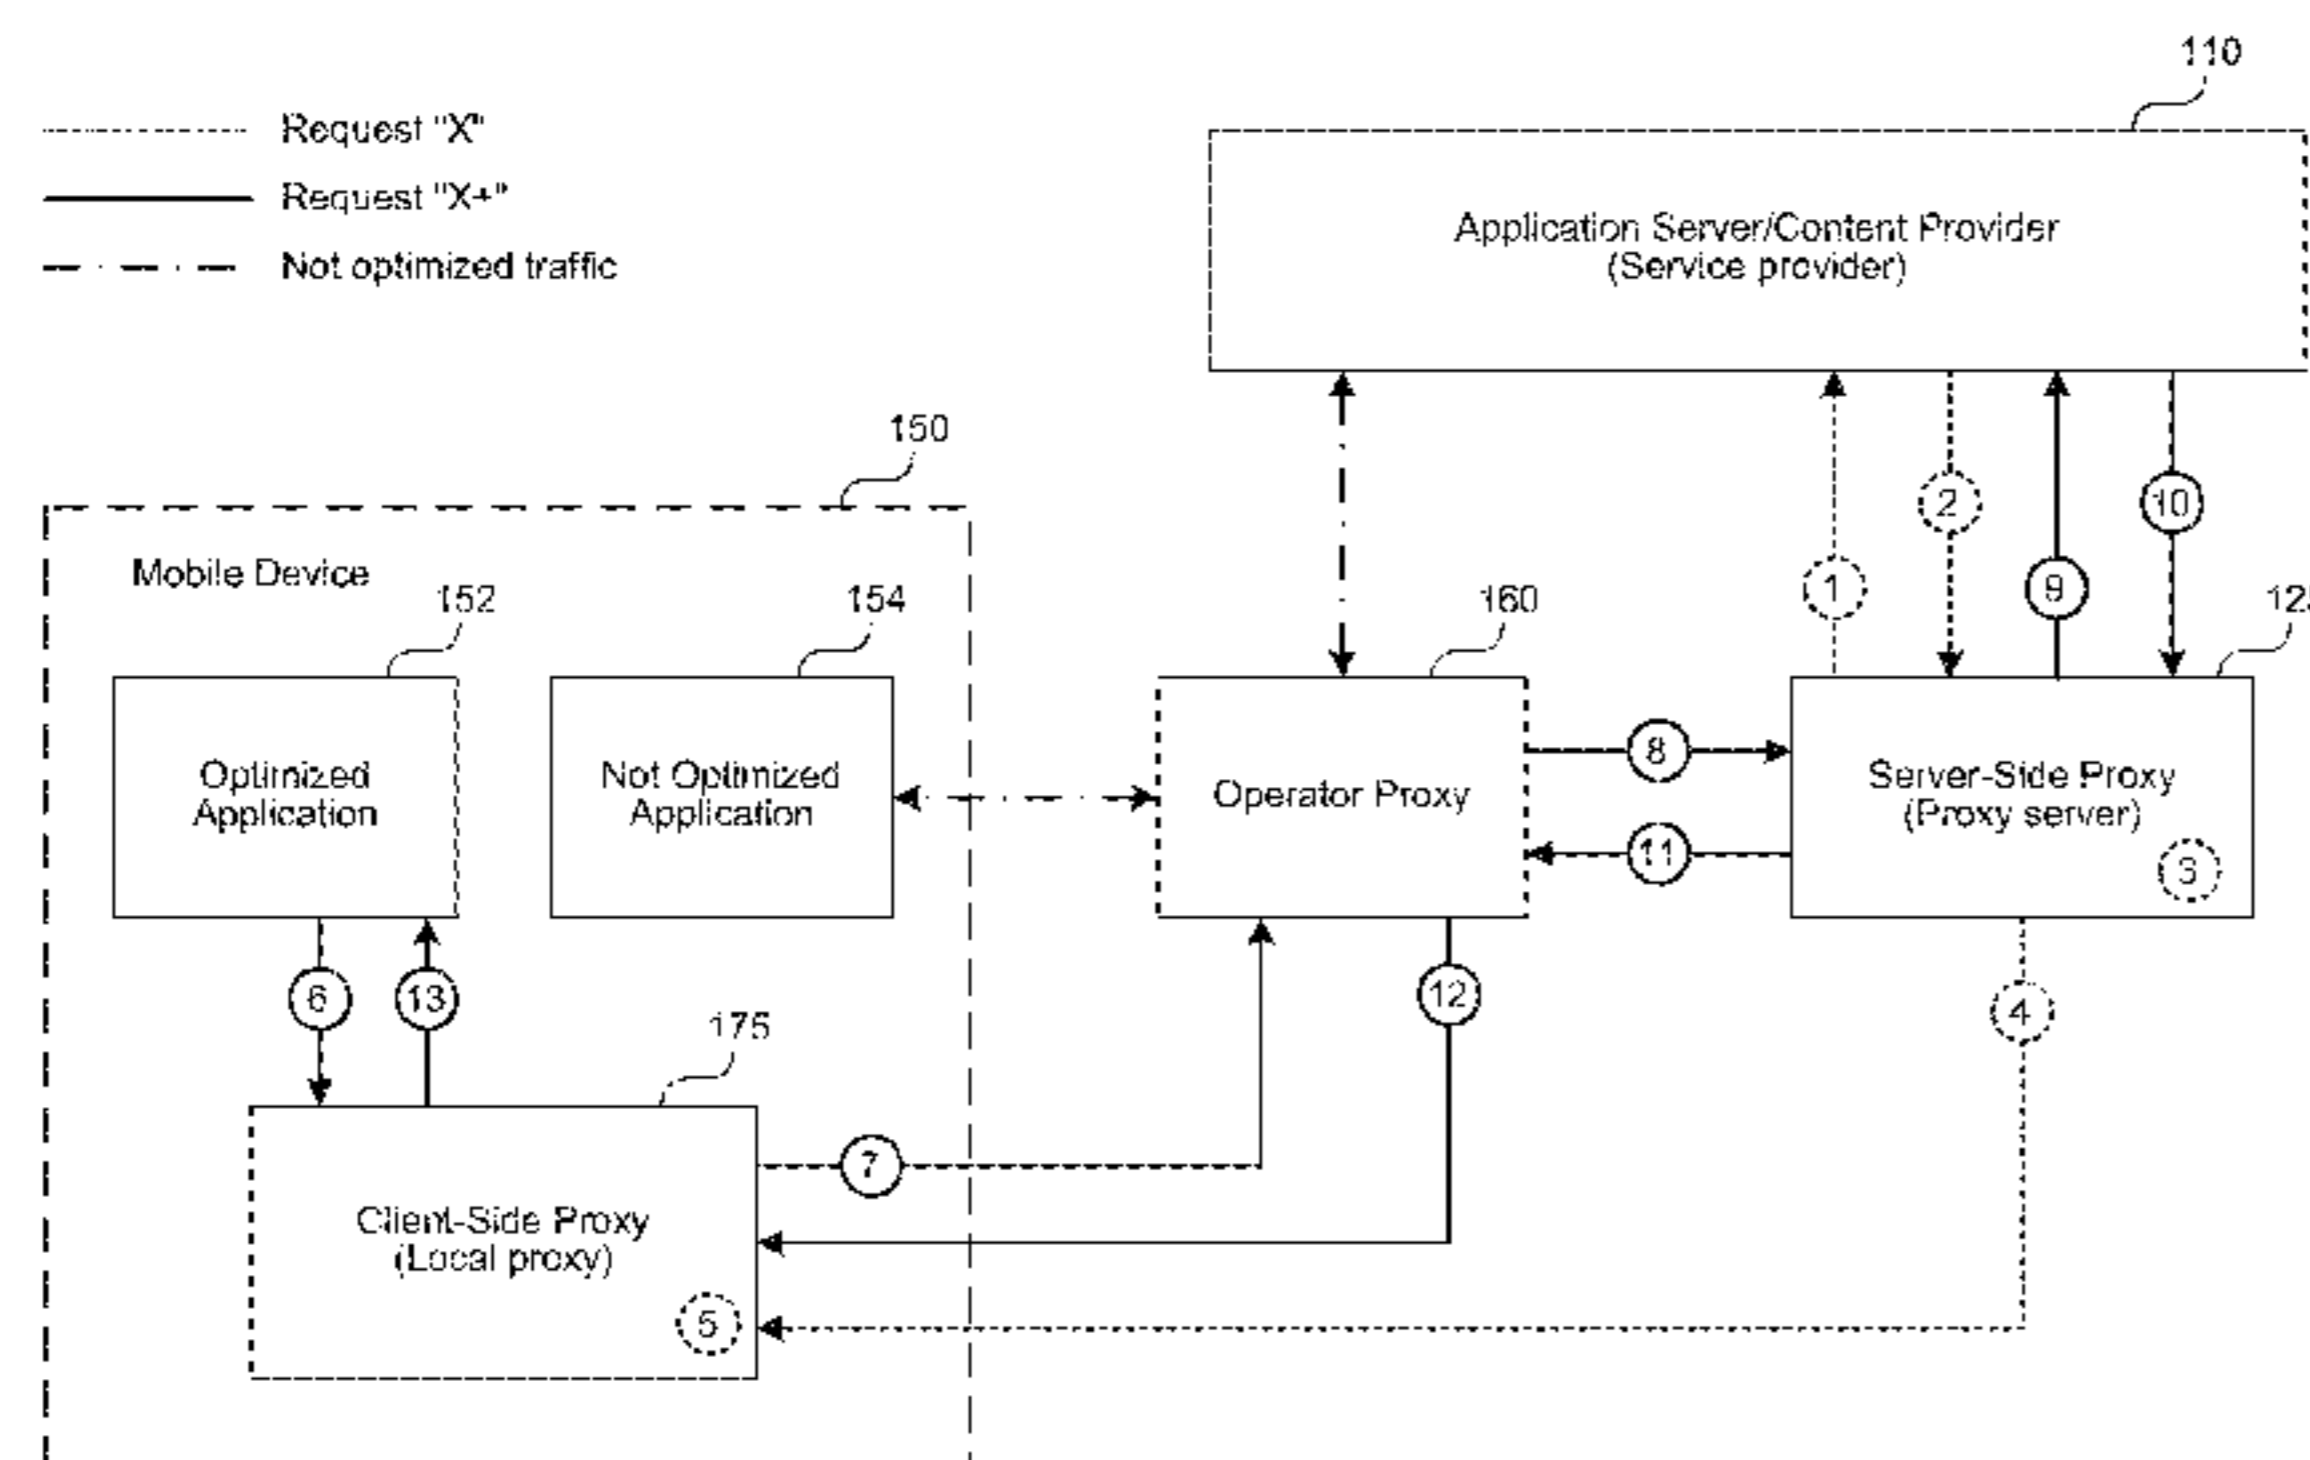 110
Request "X"
Request "X+"
Not optimized traffic
Application Server/Content Provider
(Service provider)
150
Mobile Device
152
154
160
2
10
1
9
Optimized
Application
Not Optimized
Application
Operator Proxy
8
11
Server-Side Proxy
(Proxy server)
3
6
13
12
4
175
7
Client-Side Proxy
(Local proxy)
5